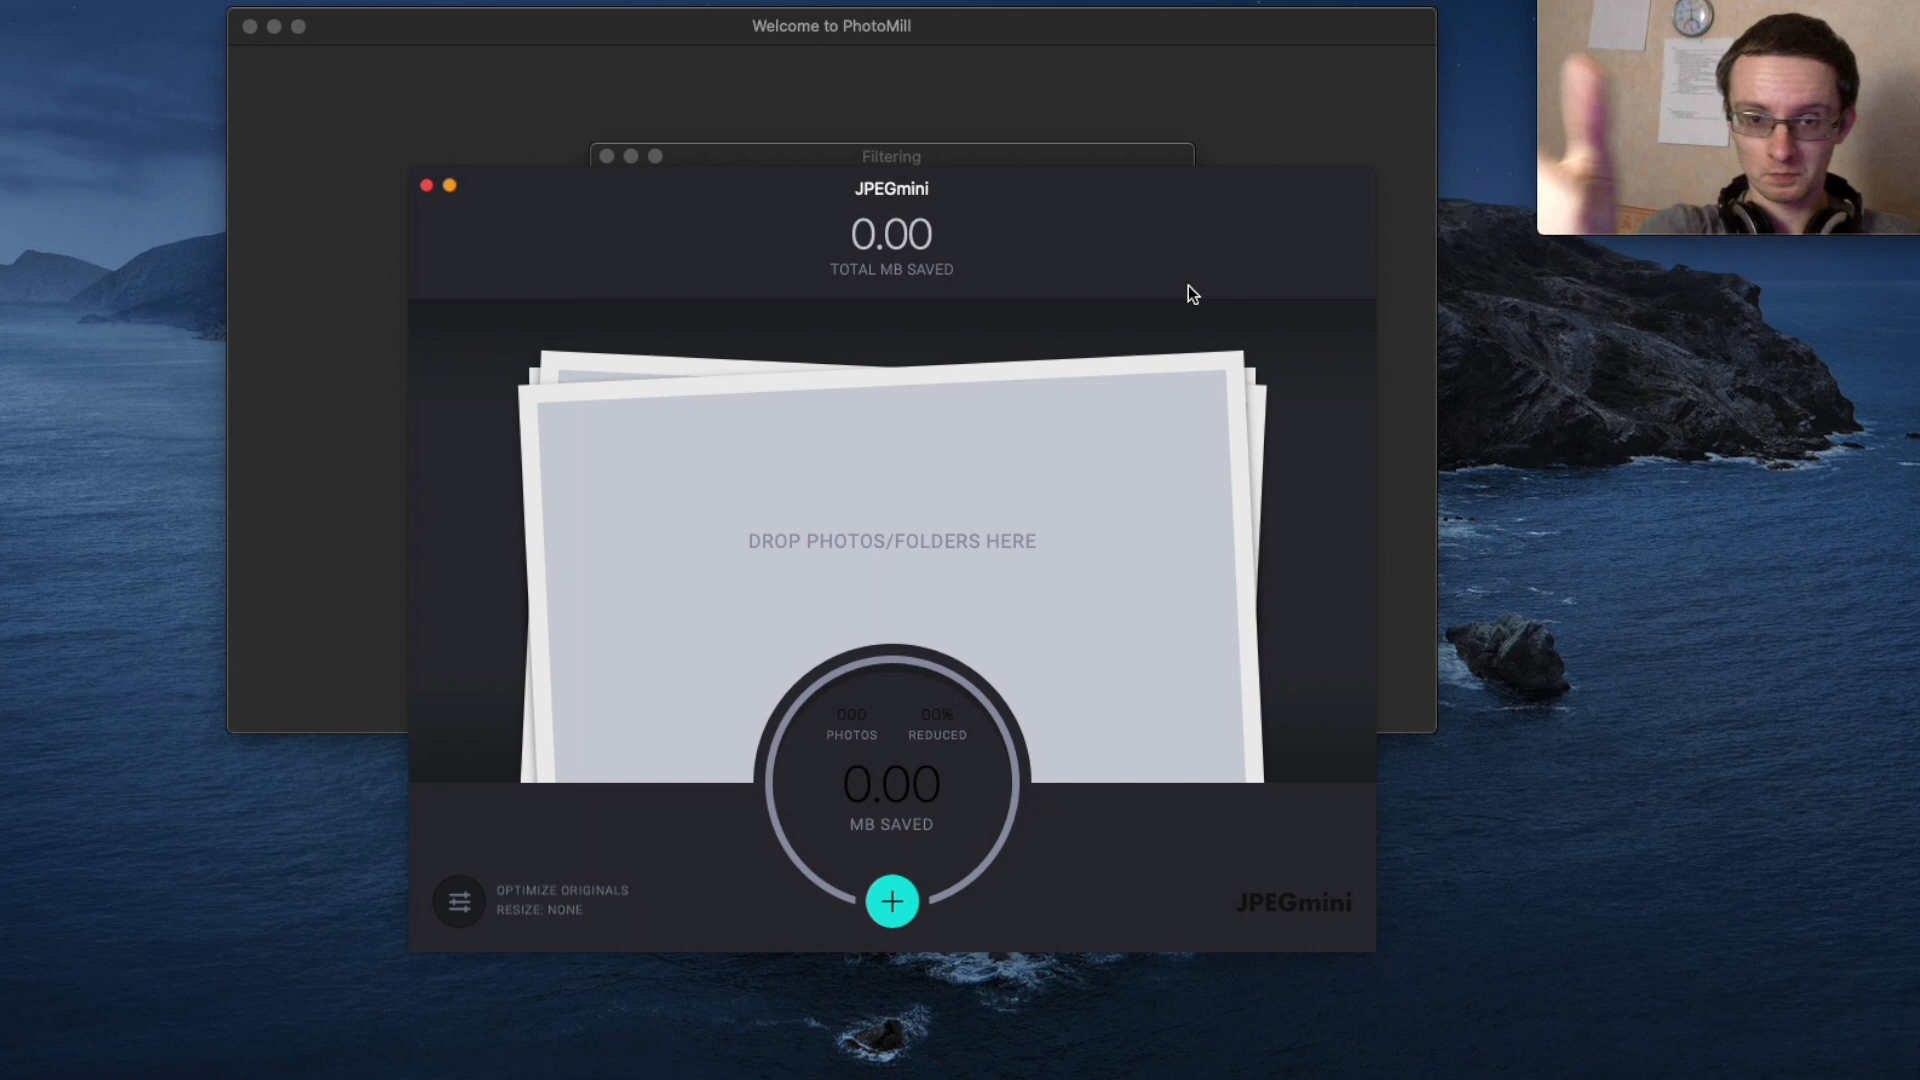 Welcome to PhotoMill
Filtering
JPEGmini
0.00
TOTAL MB SAVED
DROP PHOTOS/FOLDERS HERE
000 00%
PHOTOS REDUCED
0.00
MB SAVED
OPTIMIZE ORIGINALS
RESIZE: NONE
JPEGmini